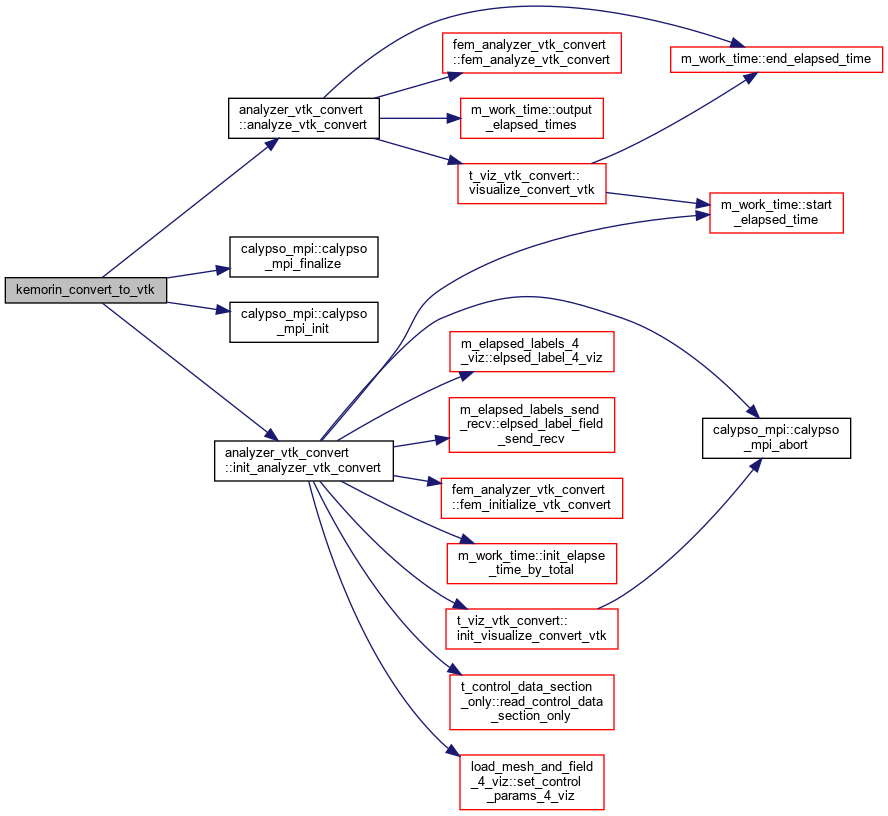 kemorin_convert_to_vtk
analyzer_vtk_convert
::analyze_vtk_convert
calypso_mpi::calypso
_mpi_finalize
calypso_mpi::calypso
_mpi_init
analyzer_vtk_convert
::init_analyzer_vtk_convert
fem_analyzer_vtk_convert
::fem_analyze_vtk_convert
m_work_time::output
_elapsed_times
t_viz_vtk_convert::
visualize_convert_vtk
m_elapsed_labels_4
_viz::elpsed_label_4_viz
m_elapsed_labels_send
_recv::elpsed_label_field
_send_recv
fem_analyzer_vtk_convert
::fem_initialize_vtk_convert
m_work_time::init_elapse
_time_by_total
t_viz_vtk_convert::
init_visualize_convert_vtk
t_control_data_section
_only::read_control_data
_section_only
load_mesh_and_field
_4_viz::set_control
_params_4_viz
m_work_time::end_elapsed_time
m_work_time::start
_elapsed_time
calypso_mpi::calypso
_mpi_abort